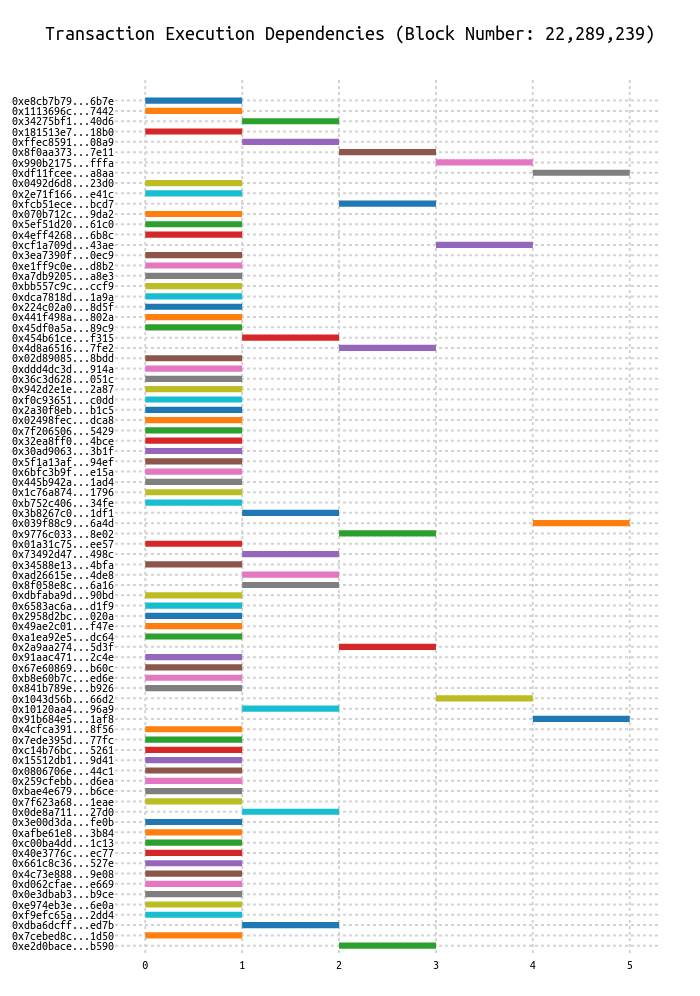 Transaction Execution Dependencies (Block Number: 22,289,239)
0xe8cb7b79...6b7e
0x1113696c...7442
0x34275bf1...40d6
0x181513e7...18b0
0xffec8591...08a9
0x8f0aa373...7e11
0x990b2175...fffa
0xdf11fcee...a8aa
0x0492d6d8...23d0
0x2e71f166...e41c
0xfcb51ece...bcd7
0x070b712c...9da2
0x5ef51d20...61c0
0x4eff4268...6b8c
0xcf1a709d...43ae
0x3ea7390f...0ec9
0xe1ff9c0e...d8b2
0xa7db9205...a8e3
0xbb557c9c...ccf9
0xdca7818d...1a9a
0x224c02a0...8d5f
0x441f498a...802a
0x45df0a5a...89c9
0x454b61ce...f315
0x4d8a6516...7fe2
0x02d89085...8bdd
0xddd4dc3d...914a
0x36c3d628...051c
0x942d2e1e...2a87
0xf0c93651...c0dd
0x2a30f8eb...b1c5
0x02498fec...dca8
0x7f206506...5429
0x32ea8ff0...4bce
0x30ad9063...3b1f
0x5f1a13af...94ef
0x6bfc3b9f...e15a
0x445b942a...1ad4
0x1c76a874...1796
0xb752c406...34fe
0x3b8267c0...1df1
0x039f88c9...6a4d
0x9776c033...8e02
0x01a31c75...ee57
0x73492d47...498c
0x34588e13...4bfa
0xad26615e...4de8
0x8f058e8c...6a16
0xdbfaba9d...90bd
0x6583ac6a...d1f9
0x2958d2bc...020a
0x49ae2c01...f47e
0xa1ea92e5...dc64
0x2a9aa274...5d3f
0x91aac471...2c4e
0x67e60869...b60c
0xb8e60b7c...ed6e
0x841b789e...b926
0x1043d56b...66d2
0x10120aa4...96a9
0x91b684e5...1af8
0x4cfca391...8f56
0x7ede395d...77fc
0xc14b76bc...5261
0x15512db1...9d41
0x0806706e...44c1
0x259cfebb...d6ea
0xbae4e679...b6ce
0x7f623a68...1eae
0x0de8a711...27d0
0x3e00d3da...fe0b
0xafbe61e8...3b84
0xc00ba4dd...1c13
0x40e3776c...ec77
0x661c8c36...527e
0x4c73e888...9e08
0xd062cfae...e669
0x0e3dbab3...b9ce
0xe974eb3e...6e0a
0xf9efc65a...2dd4
0xdba6dcff...ed7b
0x7cebed8c...1d50
0xe2d0bace...b590
0 1 2 3 4 5